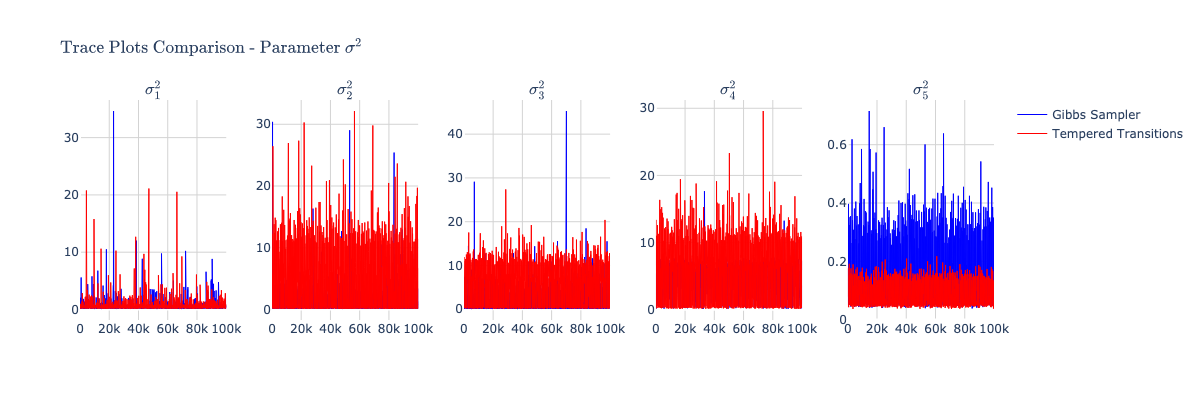 Trace Plots Comparison - Parameter σ²
σ₁² σ₂² σ₃² σ₄² σ₅²
Gibbs Sampler
Tempered Transitions
30
20
10
0
0 20k 40k 60k 80k 100k
30
20
10
0
0 20k 40k 60k 80k 100k
40
30
20
10
0
0 20k 40k 60k 80k 100k
30
20
10
0
0 20k 40k 60k 80k 100k
0.6
0.4
0.2
0
0 20k 40k 60k 80k 100k